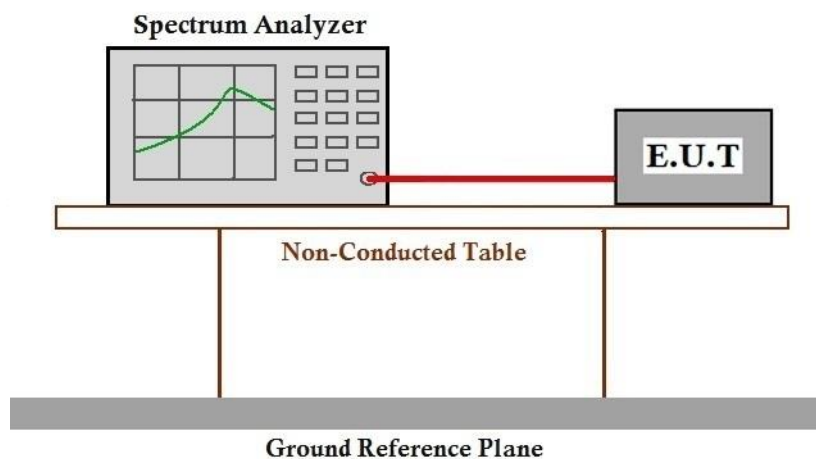 Spectrum Analyzer
E.U.T
Non-Conducted Table
Ground Reference Plane